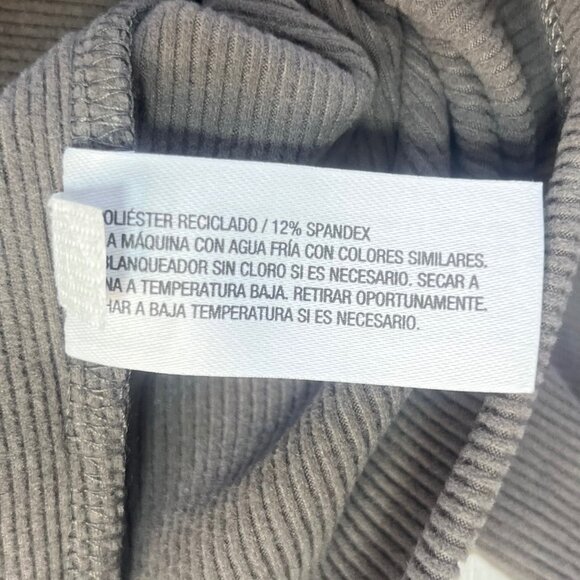 OLIÉSTER RECICLADO / 12% SPANDEX
A MÁQUINA CON AGUA FRÍA CON COLORES SIMILARES.
BLANQUEADOR SIN CLORO SI ES NECESARIO. SECAR A
NA A TEMPERATURA BAJA. RETIRAR OPORTUNAMENTE.
HAR A BAJA TEMPERATURA SI ES NECESARIO.